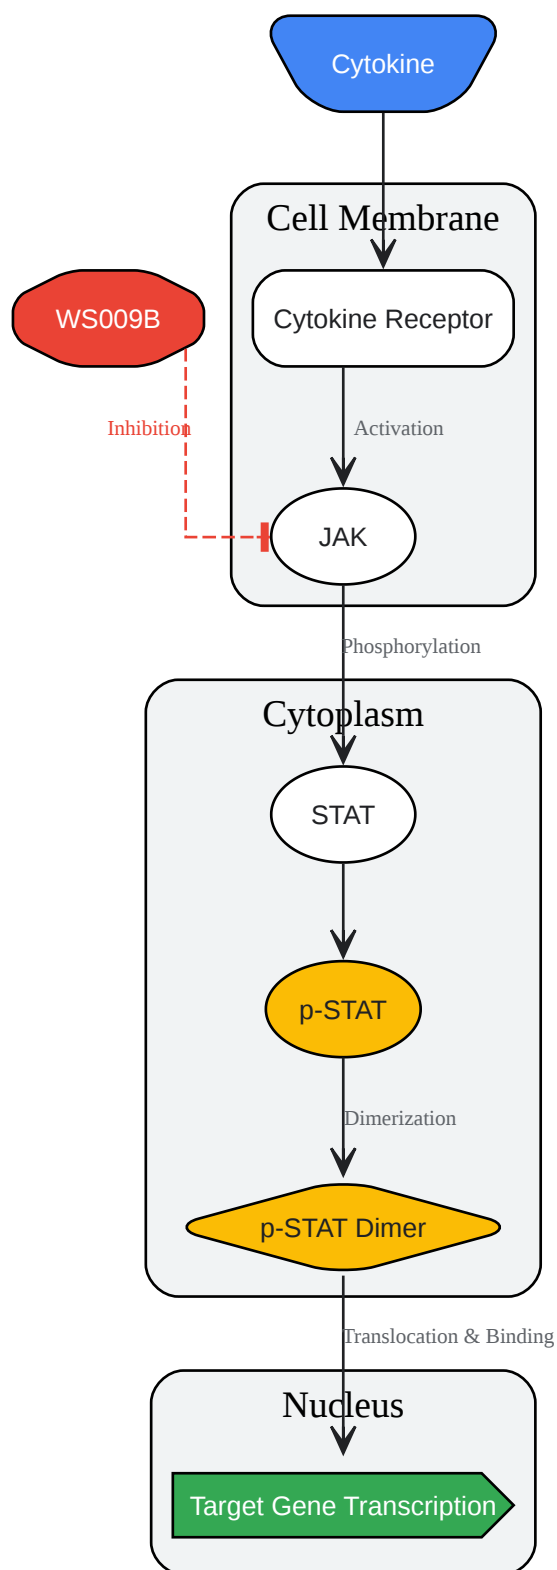 Cytokine
Cell Membrane
WS009B
Cytokine Receptor
Inhibition
Activation
JAK
Phosphorylation
Cytoplasm
STAT
p-STAT
Dimerization
p-STAT Dimer
Translocation & Binding
Nucleus
Target Gene Transcription